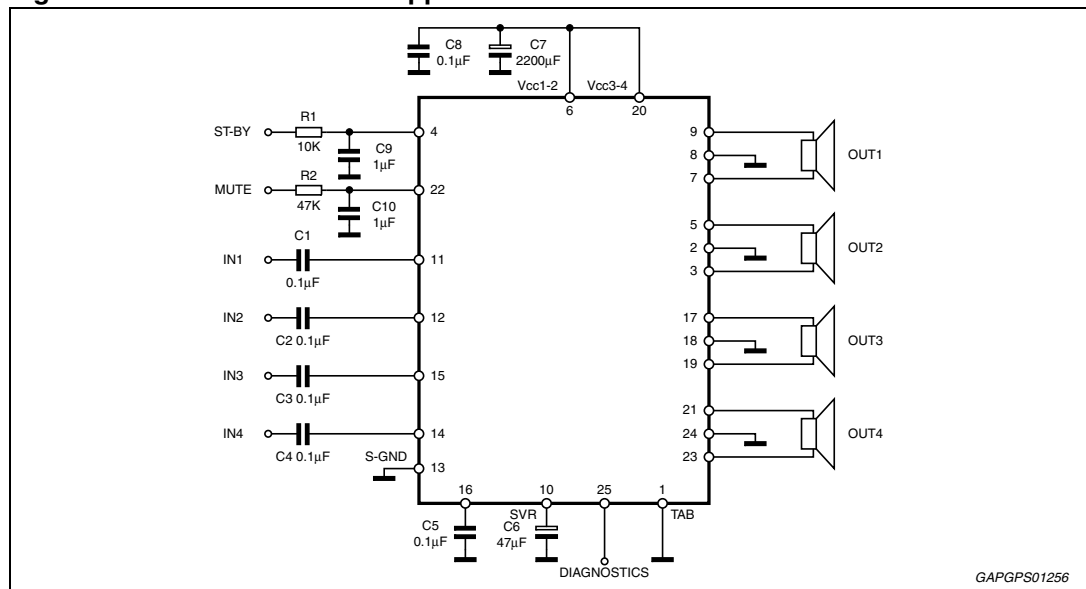 C8
0.1µF
C7
2200µF
Vcc1-2
Vcc3-4
6
20
ST-BY
R1
10K
4
C9
1µF
MUTE
R2
47K
22
C10
1µF
IN1
C1
0.1µF
11
IN2
C2 0.1µF
12
IN3
C3 0.1µF
15
IN4
C4 0.1µF
14
S-GND
13
9
8
7
OUT1
5
2
3
OUT2
17
18
19
OUT3
21
24
23
OUT4
16
10
25
1
SVR
TAB
C5
0.1µF
C6
47µF
DIAGNOSTICS
GAPGPS01256